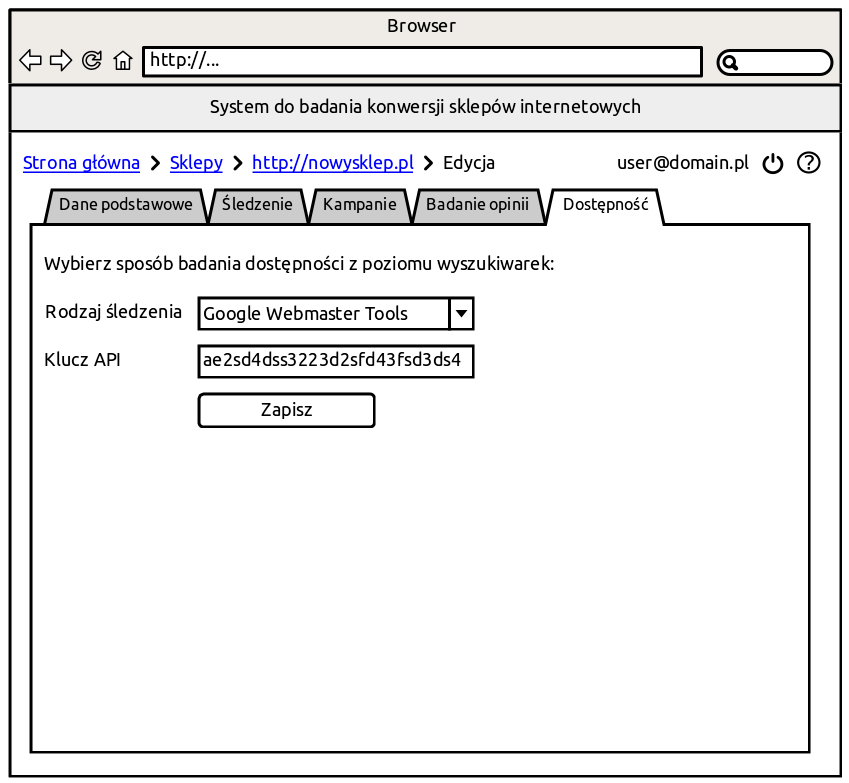 Browser
http://...
System do badania konwersji sklepów internetowych
Strona główna > Sklepy > http://nowysklep.pl > Edycja user@domain.pl ?
Dane podstawowe Śledzenie Kampanie Badanie opinii Dostępność
Wybierz sposób badania dostępności z poziomu wyszukiwarek:
Rodzaj śledzenia Google Webmaster Tools
Klucz API ae2sd4dss3223d2sfd43fsd3ds4
Zapisz